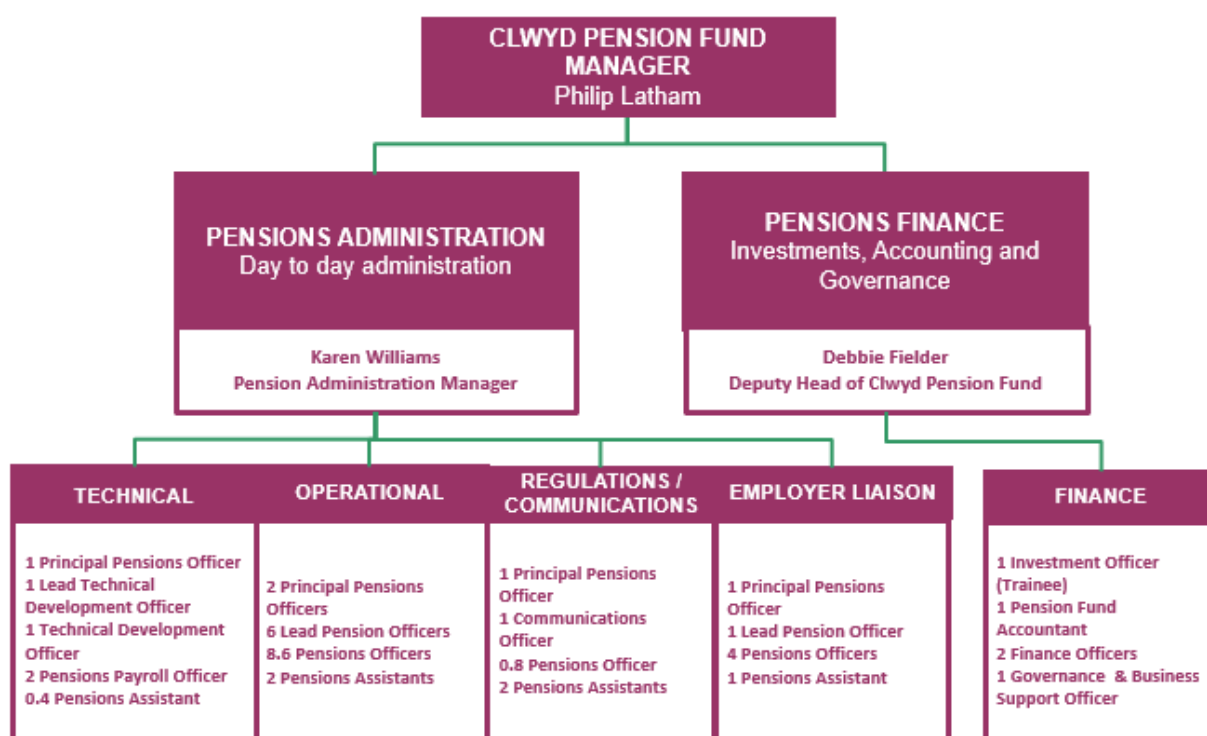 CLWYD PENSION FUND
MANAGER
Philip Latham
PENSIONS ADMINISTRATION
Day to day administration
Karen Williams
Pension Administration Manager
PENSIONS FINANCE
Investments, Accounting and
Governance
Debbie Fielder
Deputy Head of Clwyd Pension Fund
TECHNICAL
1 Principal Pensions Officer
1 Lead Technical
Development Officer
1 Technical Development
Officer
2 Pensions Payroll Officer
0.4 Pensions Assistant
OPERATIONAL
2 Principal Pensions
Officers
6 Lead Pension Officers
8.6 Pensions Officers
2 Pensions Assistants
REGULATIONS /
COMMUNICATIONS
1 Principal Pensions
Officer
1 Communications
Officer
0.8 Pensions Officer
2 Pensions Assistants
EMPLOYER LIAISON
1 Principal Pensions
Officer
1 Lead Pension Officer
4 Pensions Officers
1 Pensions Assistant
FINANCE
1 Investment Officer
(Trainee)
1 Pension Fund
Accountant
2 Finance Officers
1 Governance & Business
Support Officer